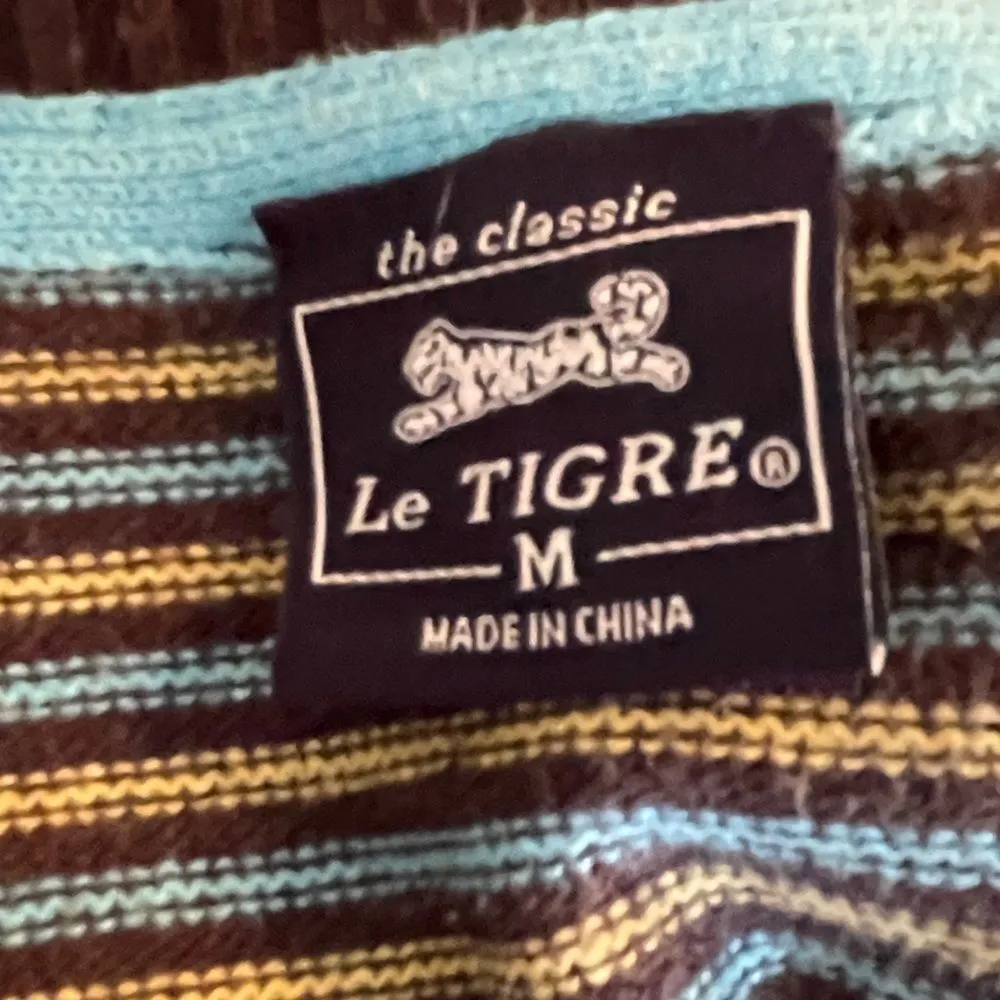 the classic
Le TIGRE®
M
MADE IN CHINA